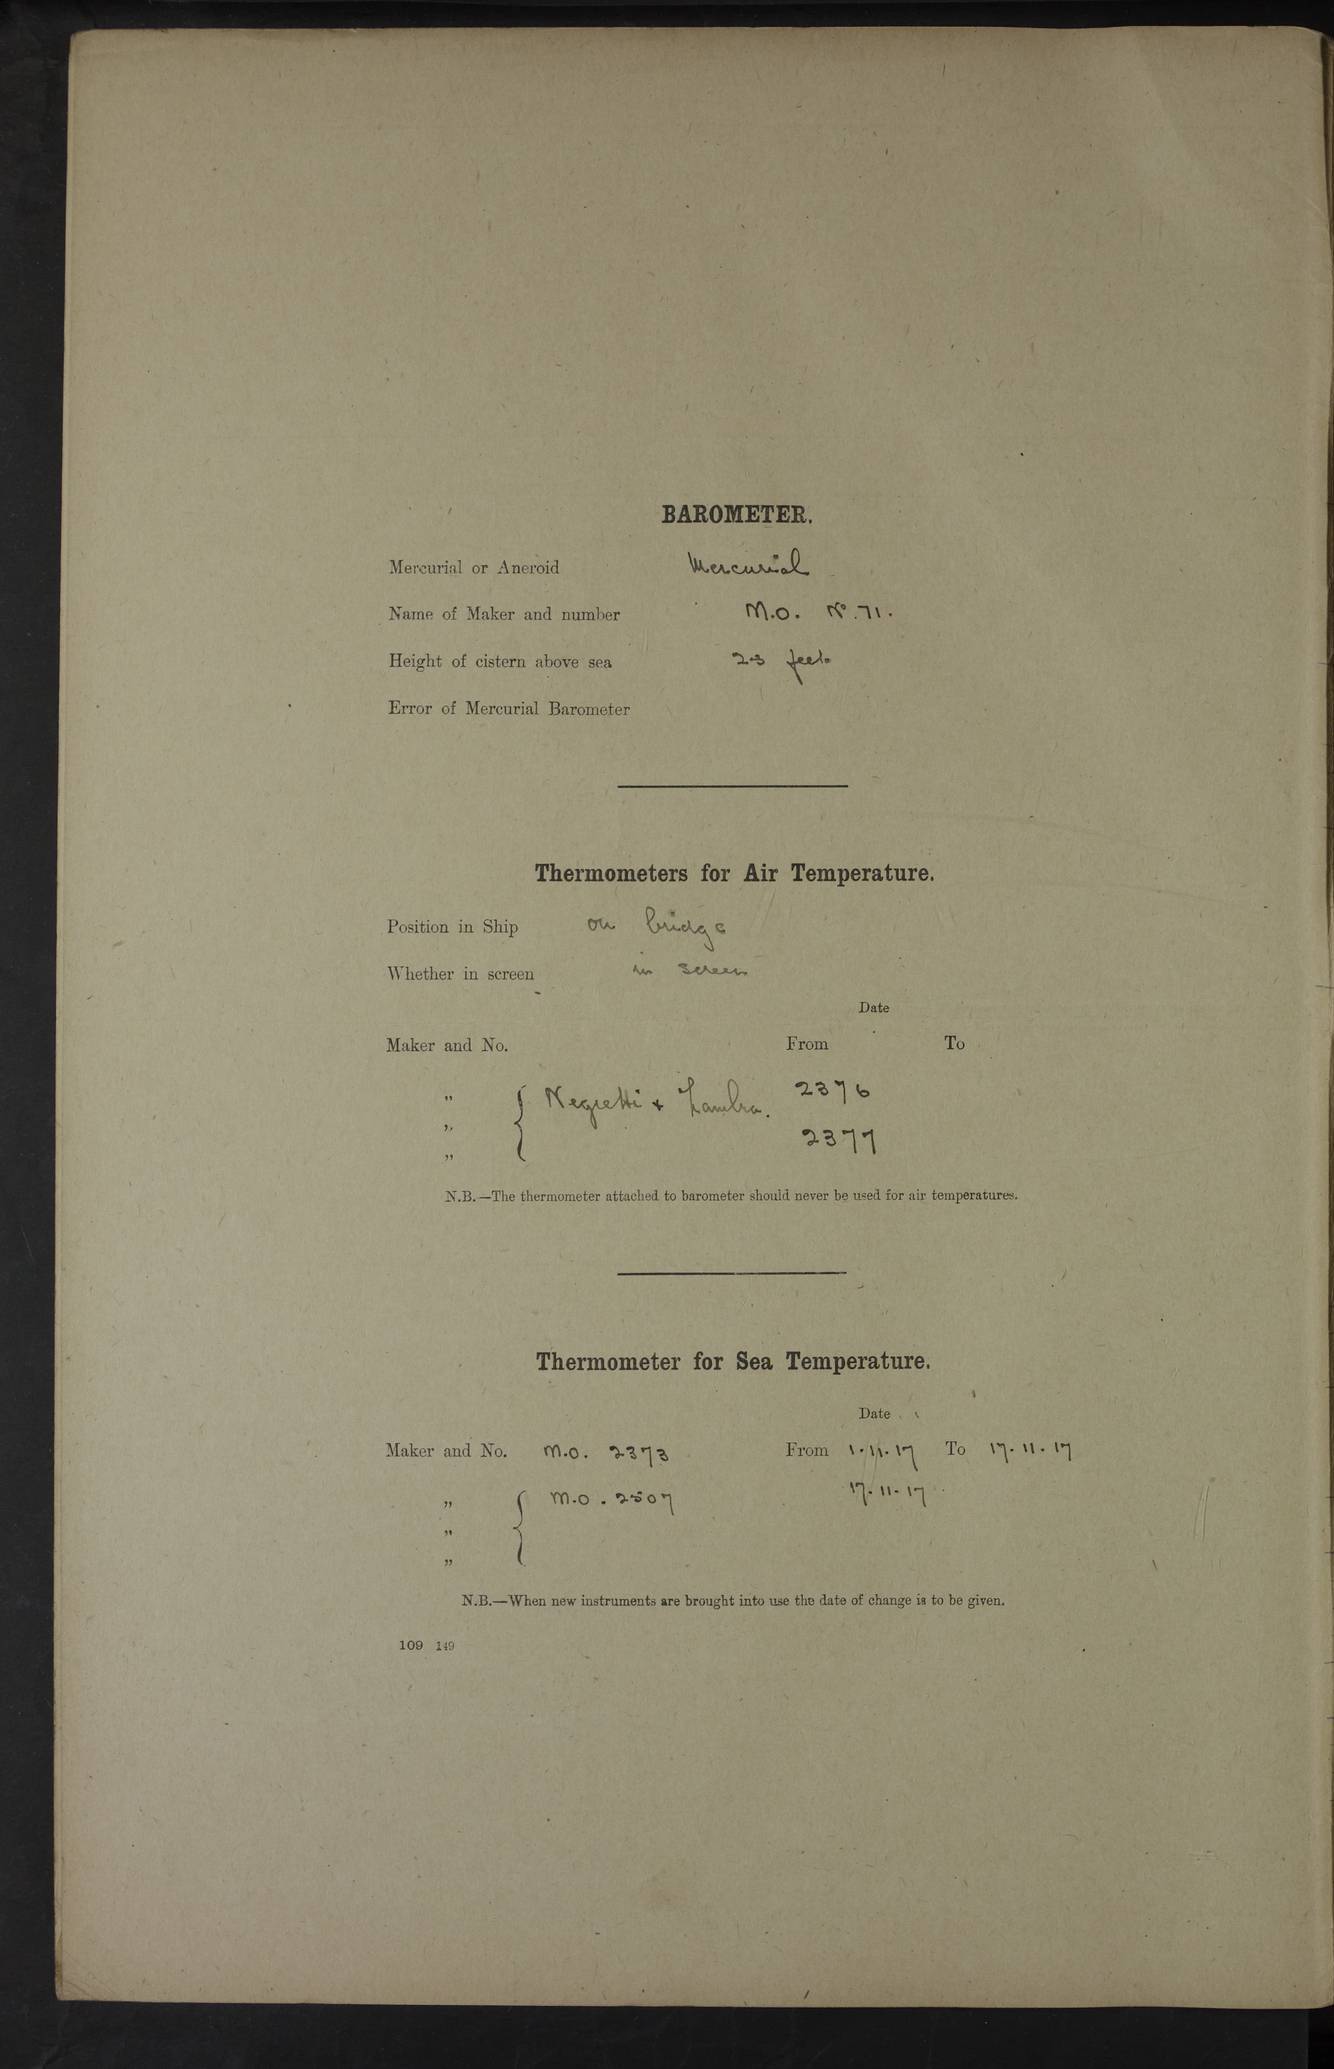 BAROMETER.
Mercurial or Aneroid Mercurial
Name of Maker and number M.O. No. 71.
Height of cistern above sea 23 feet
Error of Mercurial Barometer
Thermometers for Air Temperature.
Position in Ship on bridge
Whether in screen in screen
Date
Maker and No. From To
" { Negretti & Zambra. 2376
"
" 2377
N.B.—The thermometer attached to barometer should never be used for air temperatures.
Thermometer for Sea Temperature.
Date
Maker and No. M.O. 2373 From 1.11.17 To 17.11.17
" { M.O. 2507 17.11.17
"
"
N.B.—When new instruments are brought into use the date of change is to be given.
109 149